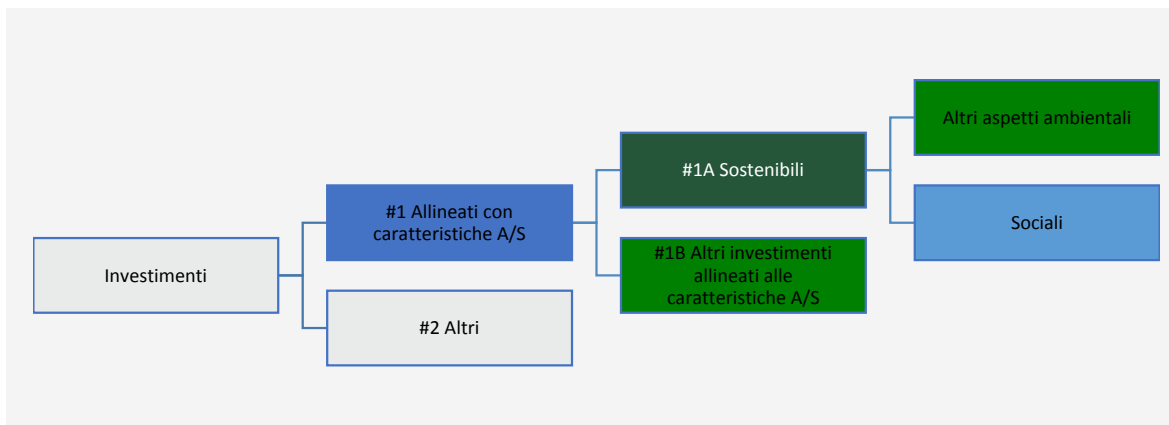 Investimenti
#1 Allineati con
caratteristiche A/S
#2 Altri
#1A Sostenibili
#1B Altri investimenti
allineati alle
caratteristiche A/S
Altri aspetti ambientali
Sociali